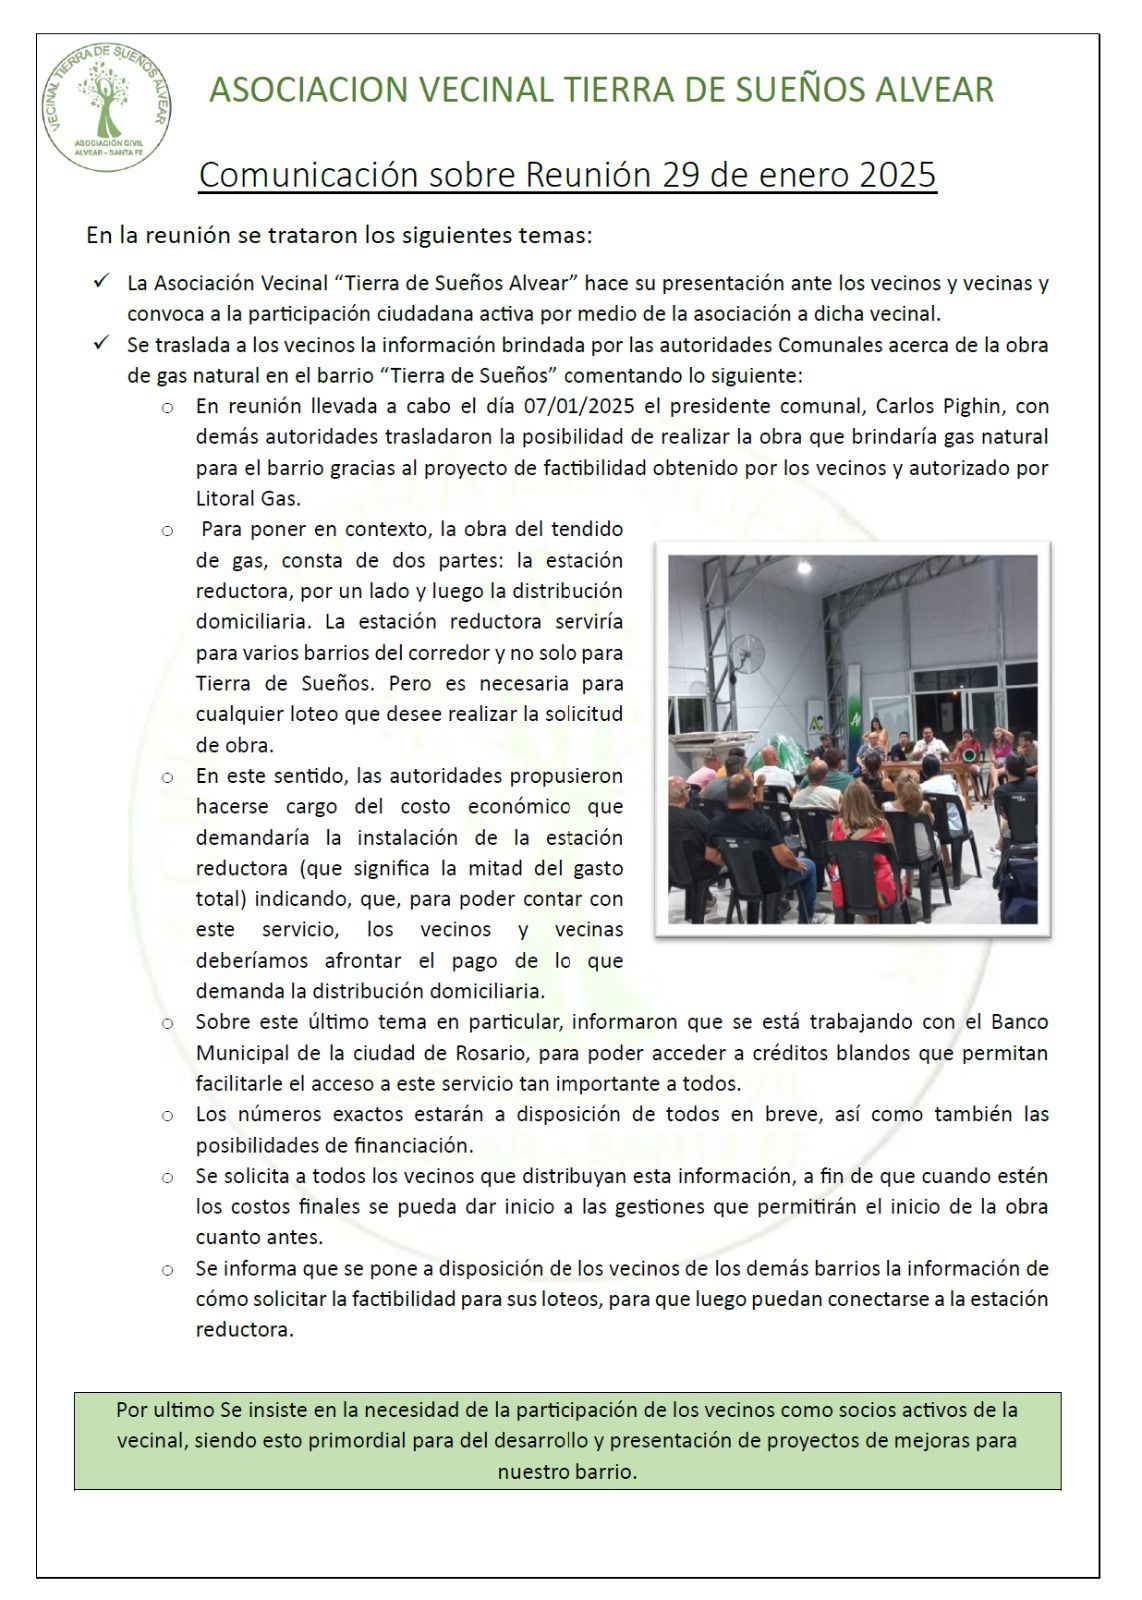 VECINAL TIERRA DE SUEÑOS ALVEAR
ASOCIACIÓN CIVIL
ALVEAR – SANTA FE
ASOCIACION VECINAL TIERRA DE SUEÑOS ALVEAR
Comunicación sobre Reunión 29 de enero 2025
En la reunión se trataron los siguientes temas:
✓ La Asociación Vecinal “Tierra de Sueños Alvear” hace su presentación ante los vecinos y vecinas y
convoca a la participación ciudadana activa por medio de la asociación a dicha vecinal.
✓ Se traslada a los vecinos la información brindada por las autoridades Comunales acerca de la obra
de gas natural en el barrio “Tierra de Sueños” comentando lo siguiente:
o En reunión llevada a cabo el día 07/01/2025 el presidente comunal, Carlos Pighin, con
demás autoridades trasladaron la posibilidad de realizar la obra que brindaría gas natural
para el barrio gracias al proyecto de factibilidad obtenido por los vecinos y autorizado por
Litoral Gas.
o Para poner en contexto, la obra del tendido
de gas, consta de dos partes: la estación
reductora, por un lado y luego la distribución
domiciliaria. La estación reductora serviría
para varios barrios del corredor y no solo para
Tierra de Sueños. Pero es necesaria para
cualquier loteo que desee realizar la solicitud
de obra.
o En este sentido, las autoridades propusieron
hacerse cargo del costo económico que
demandaría la instalación de la estación
reductora (que significa la mitad del gasto
total) indicando, que, para poder contar con
este servicio, los vecinos y vecinas
deberíamos afrontar el pago de lo que
demanda la distribución domiciliaria.
o Sobre este último tema en particular, informaron que se está trabajando con el Banco
Municipal de la ciudad de Rosario, para poder acceder a créditos blandos que permitan
facilitarle el acceso a este servicio tan importante a todos.
o Los números exactos estarán a disposición de todos en breve, así como también las
posibilidades de financiación.
o Se solicita a todos los vecinos que distribuyan esta información, a fin de que cuando estén
los costos finales se pueda dar inicio a las gestiones que permitirán el inicio de la obra
cuanto antes.
o Se informa que se pone a disposición de los vecinos de los demás barrios la información de
cómo solicitar la factibilidad para sus loteos, para que luego puedan conectarse a la estación
reductora.
Por ultimo Se insiste en la necesidad de la participación de los vecinos como socios activos de la
vecinal, siendo esto primordial para del desarrollo y presentación de proyectos de mejoras para
nuestro barrio.